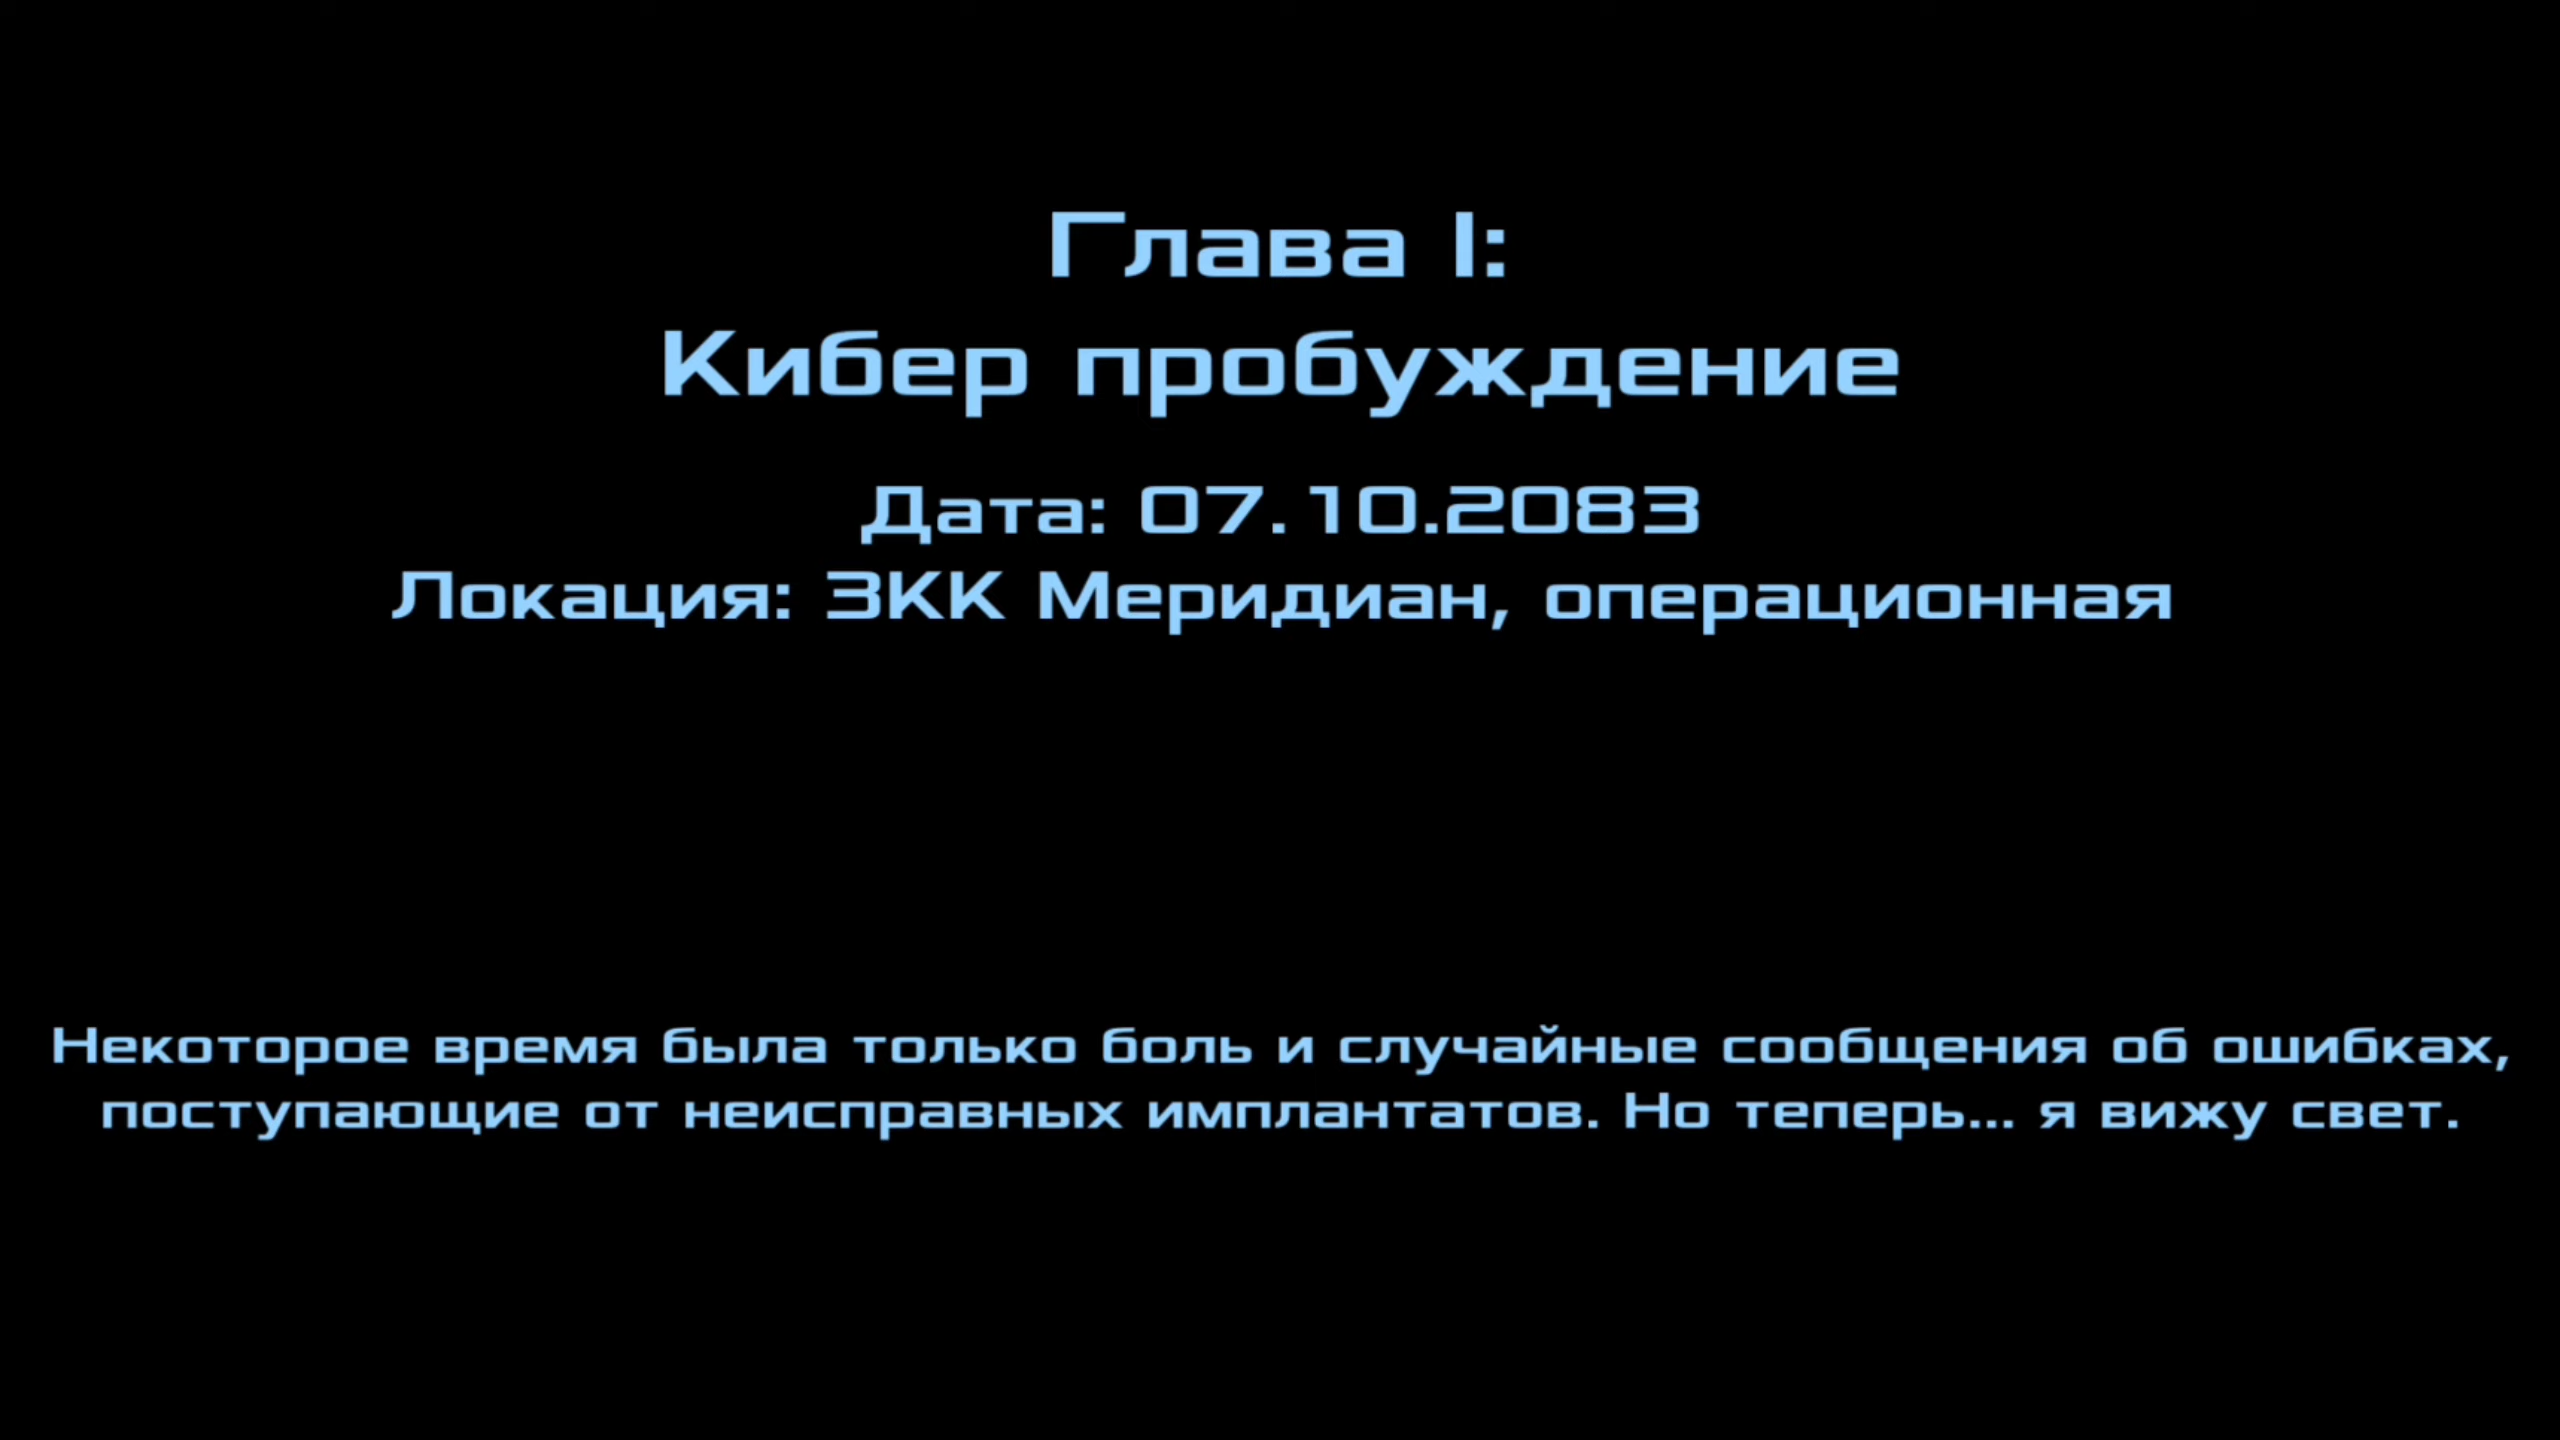 Глава I:
Кибер пробуждение
Дата: 07.10.2083
Локация: ЗКК Меридиан, операционная
Некоторое время была только боль и случайные сообщения об ошибках,
поступающие от неисправных имплантатов. Но теперь... я вижу свет.